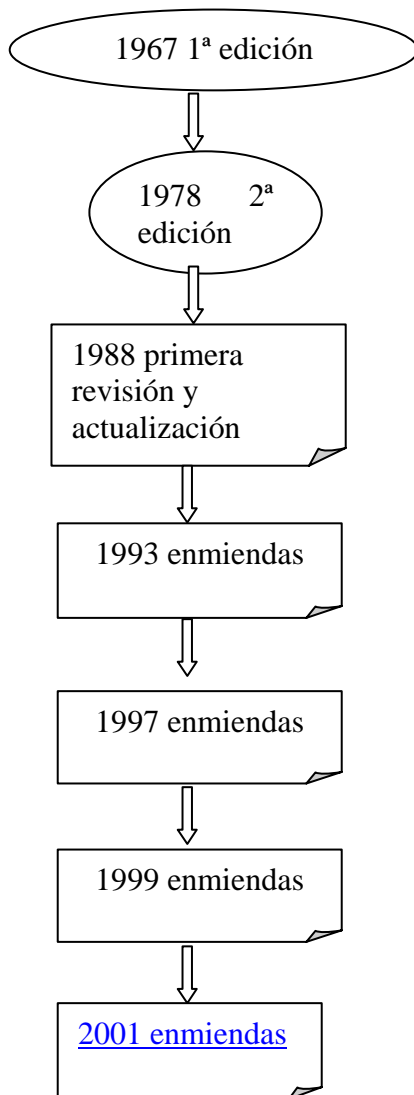 1967 1ª edición
1978 2ª
edición
1988 primera
revisión y
actualización
1993 enmiendas
1997 enmiendas
1999 enmiendas
2001 enmiendas